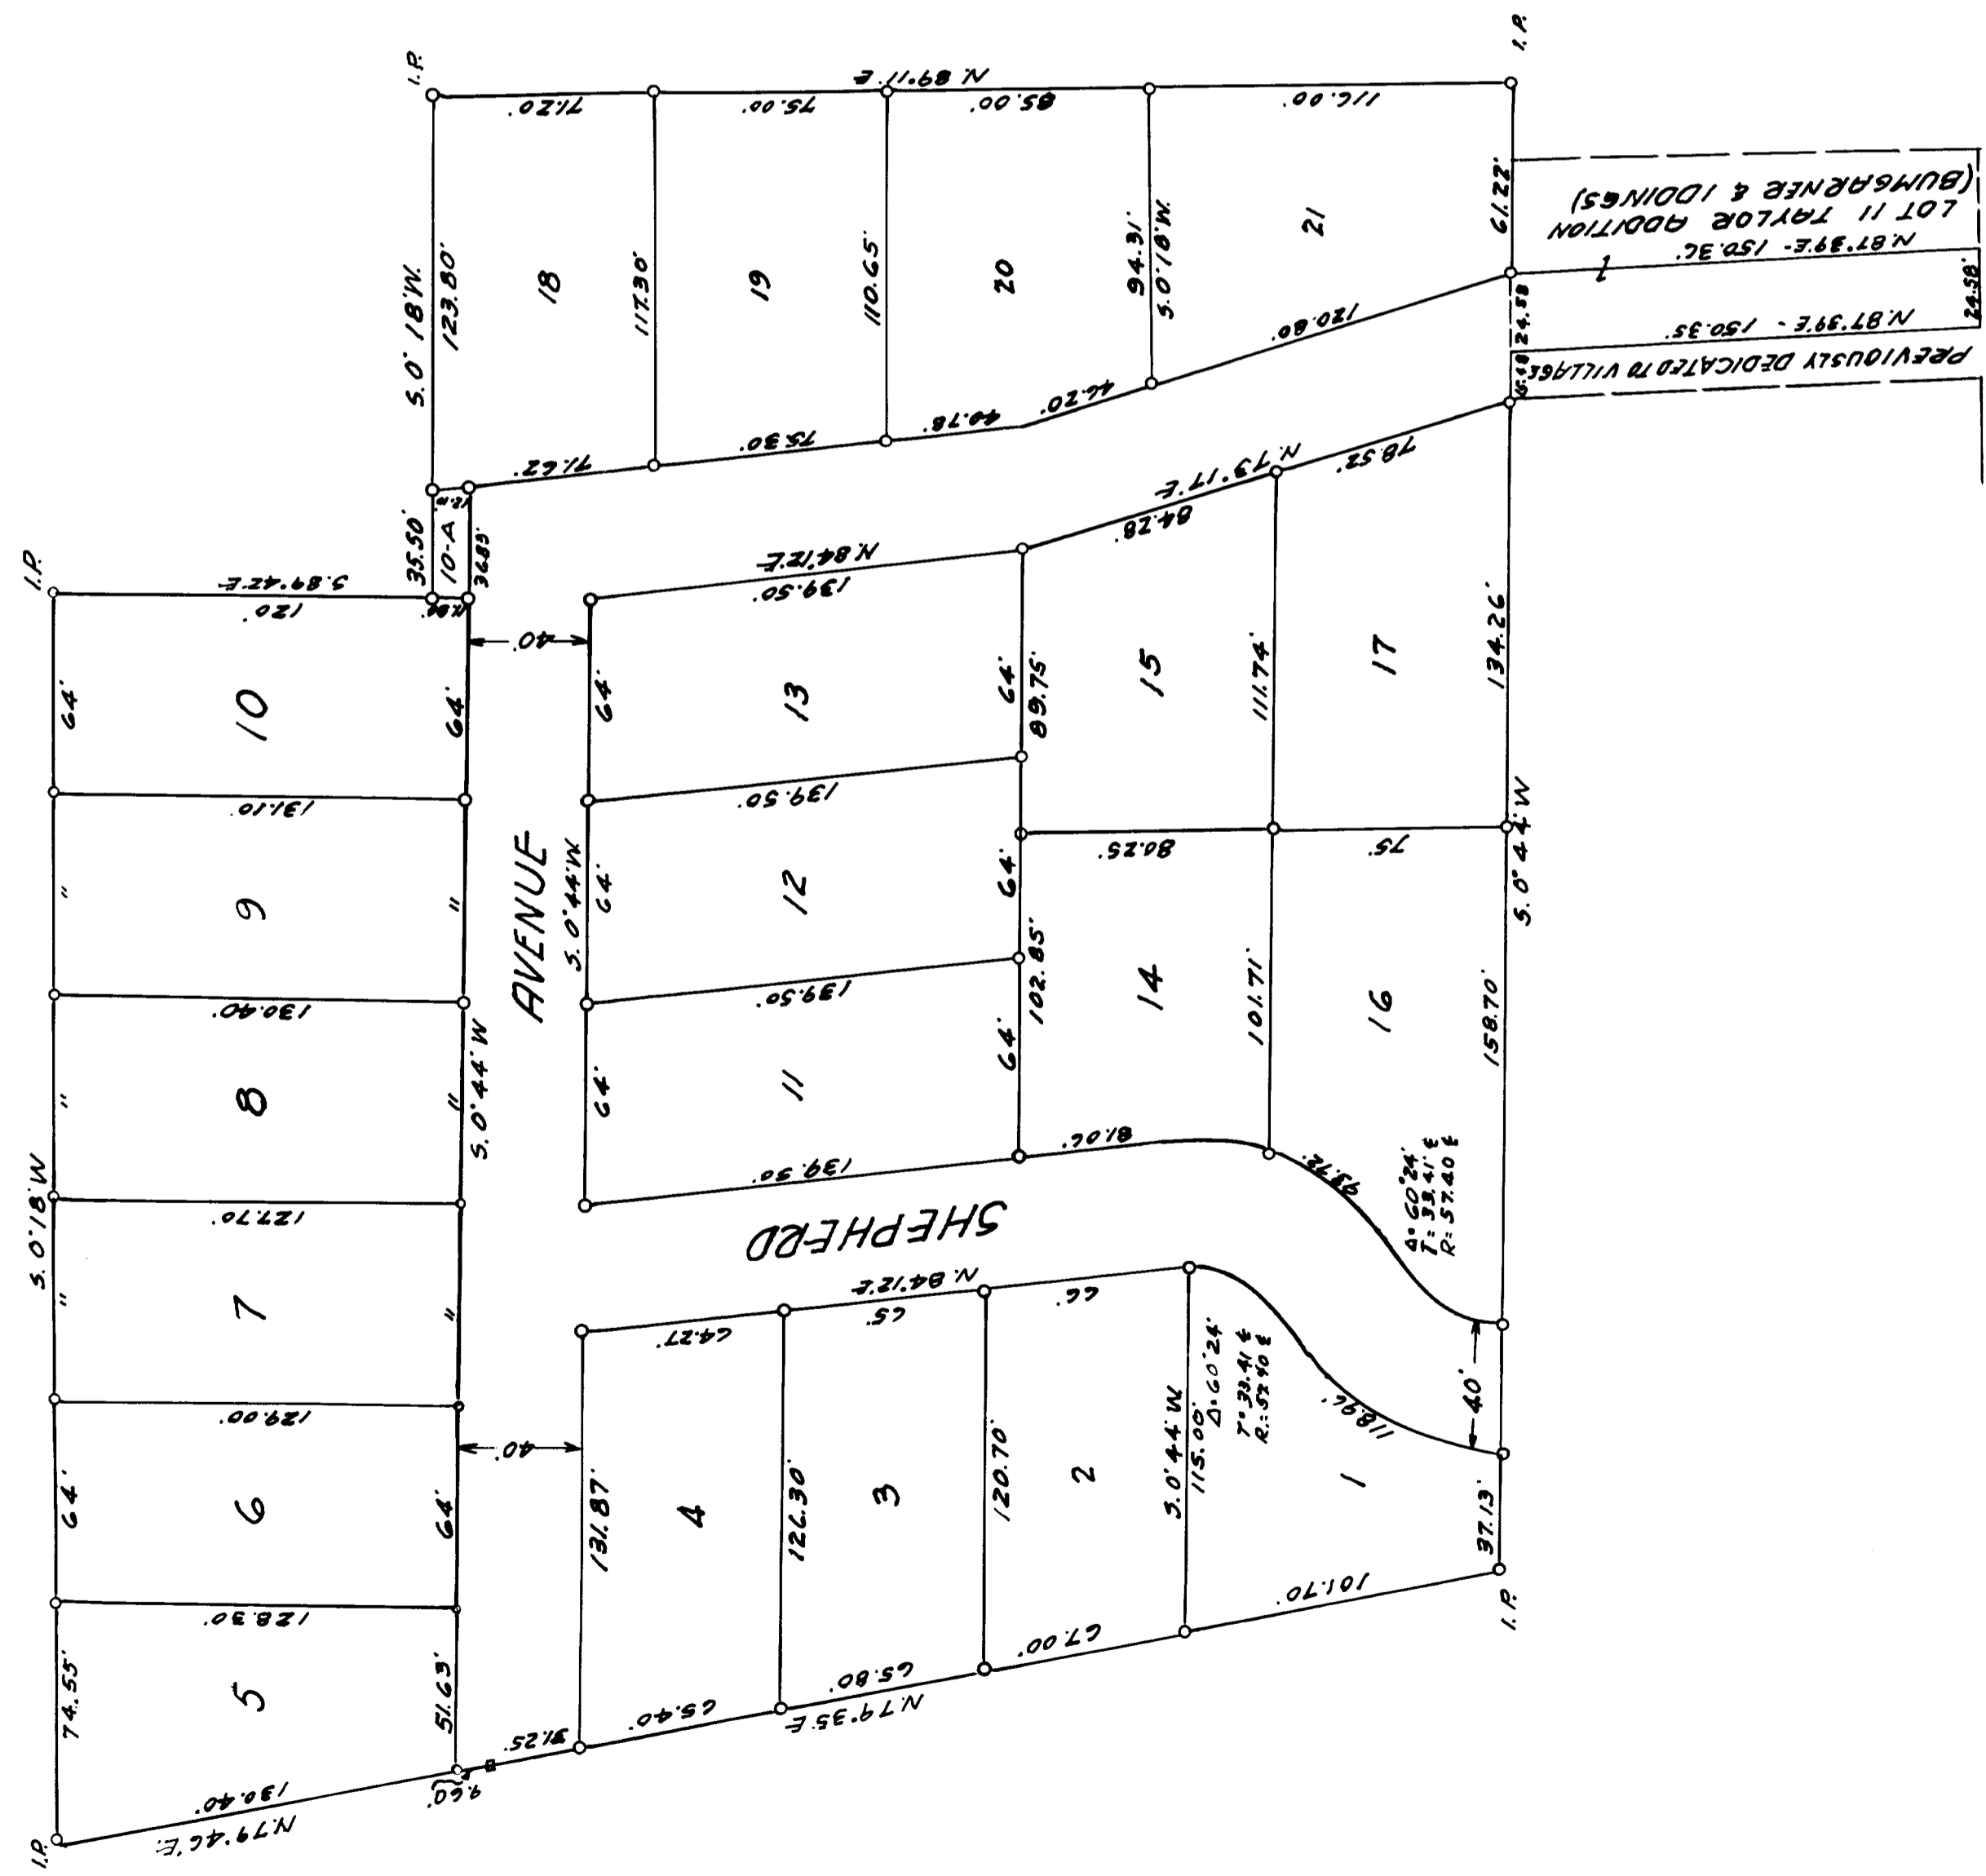 I.P.
S. 0° 18' W
74.55'
64'
"
"
"
64'
I.P.
N. 79° 46' E.
130.40'
5
128.30'
6
129.00'
7
127.70'
8
130.40'
9
131.10'
10
120'
S. 89° 42' E
51.63'
64'
"
"
"
64'
S. 0° 44' W
9.60'
31.25'
40'
40'
AVENUE
S. 0° 44' W.
35.50'
10-A
36.85'
I.P.
S. 0° 18' W.
123.80'
71.20'
18
71.62'
117.30'
75.00'
19
75.30'
110.65'
N. 89° 11' E
85.00'
20
40.78'
46.20'
94.31'
S. 0° 18' W.
116.00'
21
120.80'
61.22'
I.P.
131.87'
65.40'
4
64.27'
126.30'
65.80'
3
65'
N. 79° 35' E
N. 84° 12' E
120.70'
67.00'
2
66'
S. 0° 44' W.
115.00'
Δ = 60° 24'
T = 33.41 ⅊
R. = 57.40 ⅊
101.70'
1
118.96'
37.13'
I.P.
40'
SHEPHERD
64'
64'
64'
139.50'
11
139.50'
12
139.50'
13
139.50'
N. 84° 12' E
64'
64'
64'
102.85'
89.75'
81.06'
14
80.25'
15
84.28'
N. 73° 17' E
101.71'
111.74'
93.72'
16
75'
17
78.52'
Δ = 60° 24'
T = 33.41 ⅊
R = 57.40 ⅊
158.70'
S. 0° 44' W
134.26'
24.58
LOT 11 TAYLOR ADDITION
(BUMGARNER & IDDINGS)
N. 87° 39' E - 150.36'
24.58'
N. 87° 39' E - 150.35'
PREVIOUSLY DEDICATED TO VILLAGE